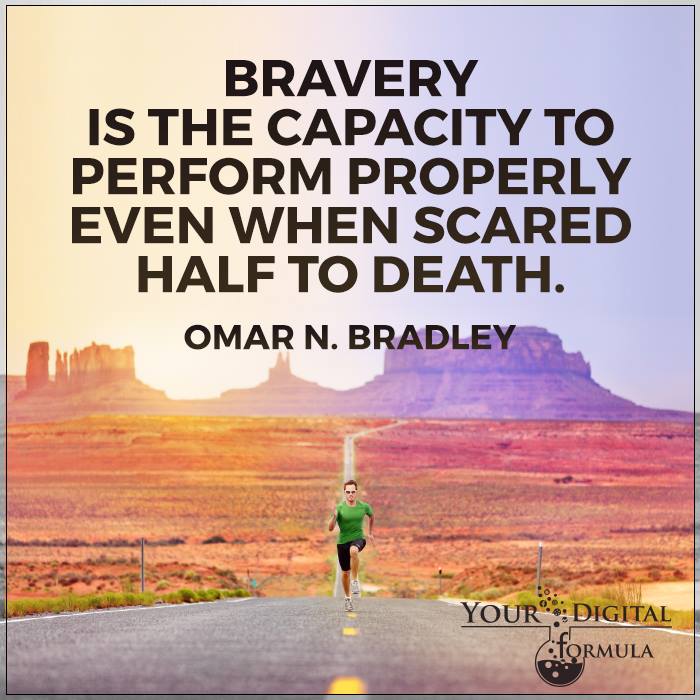 BRAVERY
IS THE CAPACITY TO
PERFORM PROPERLY
EVEN WHEN SCARED
HALF TO DEATH.
OMAR N. BRADLEY
YOUR DIGITAL
FORMULA